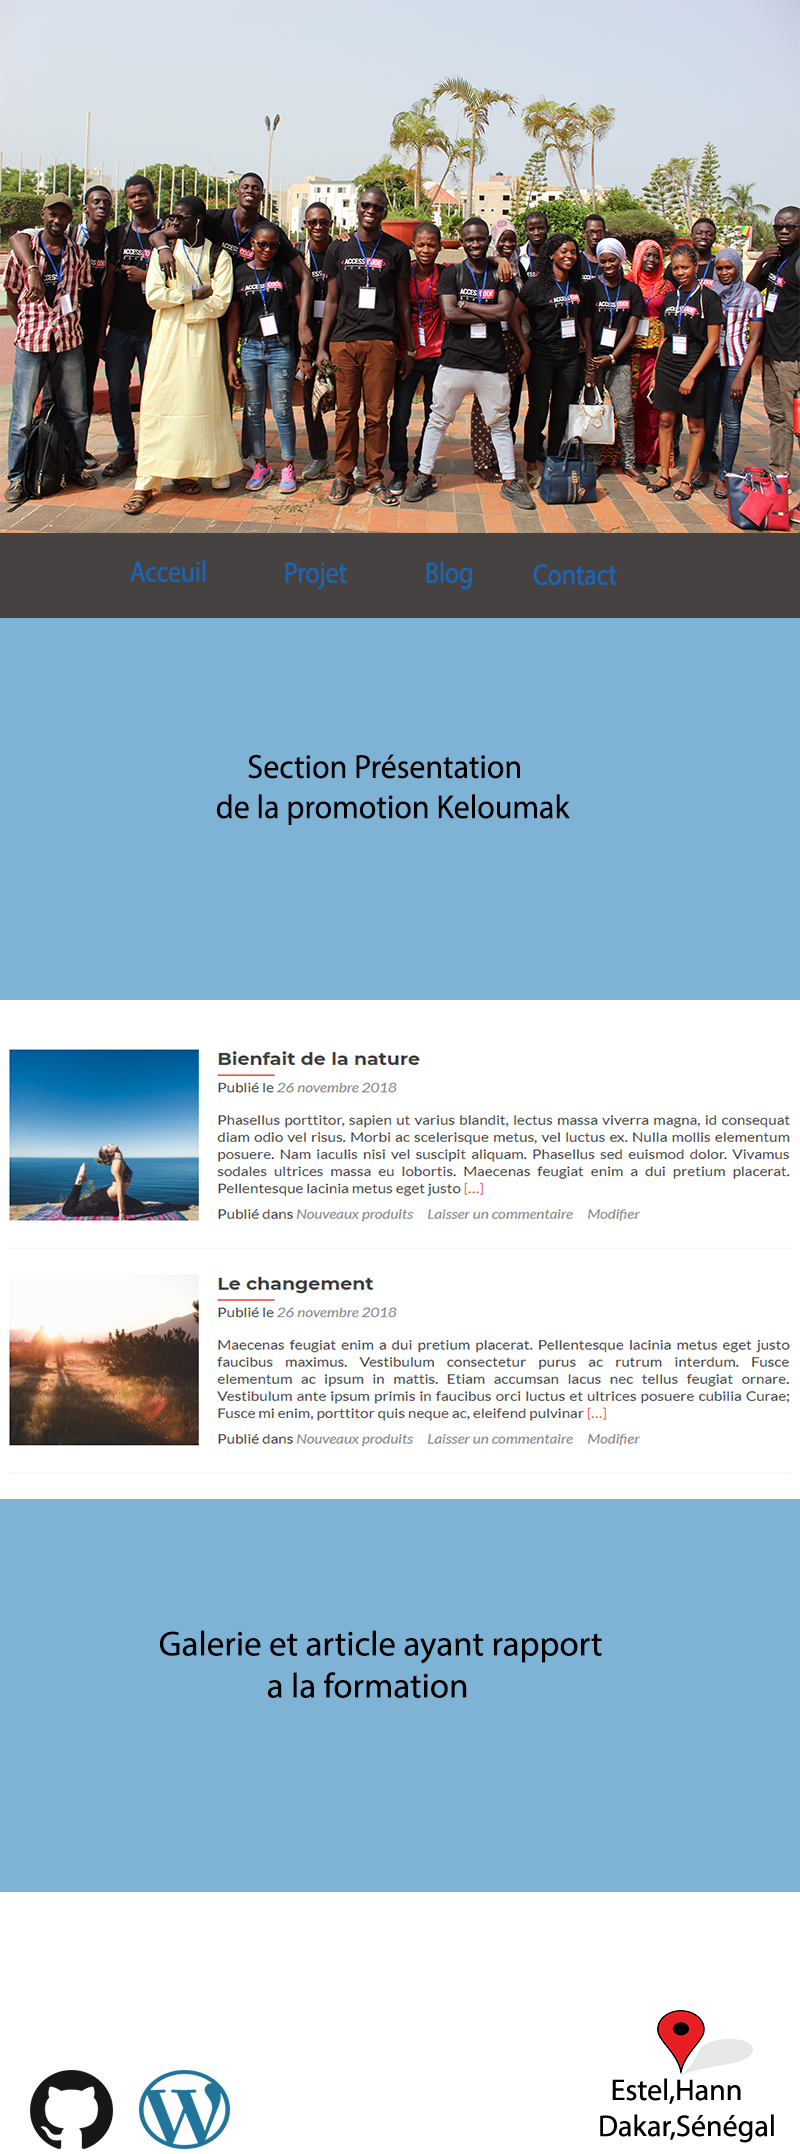 Acceuil Projet Blog Contact
Section Présentation
de la promotion Keloumak
Bienfait de la nature
Publié le 26 novembre 2018
Phasellus porttitor, sapien ut varius blandit, lectus massa viverra magna, id consequat
diam odio vel risus. Morbi ac scelerisque metus, vel luctus ex. Nulla mollis elementum
posuere. Nam iaculis nisi vel suscipit aliquam. Phasellus sed euismod dolor. Vivamus
sodales ultrices massa eu lobortis. Maecenas feugiat enim a dui pretium placerat.
Pellentesque lacinia metus eget justo [...]
Publié dans Nouveaux produits Laisser un commentaire Modifier
Le changement
Publié le 26 novembre 2018
Maecenas feugiat enim a dui pretium placerat. Pellentesque lacinia metus eget justo
faucibus maximus. Vestibulum consectetur purus ac rutrum interdum. Fusce
elementum ac ipsum in mattis. Etiam accumsan lacus nec tellus feugiat ornare.
Vestibulum ante ipsum primis in faucibus orci luctus et ultrices posuere cubilia Curae;
Fusce mi enim, porttitor quis neque ac, eleifend pulvinar [...]
Publié dans Nouveaux produits Laisser un commentaire Modifier
Galerie et article ayant rapport
a la formation
Estel,Hann
Dakar,Sénégal